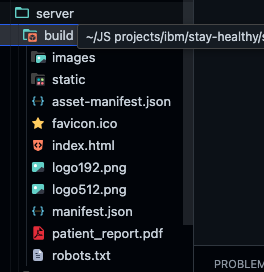 server
build
~/JS projects/ibm/stay-healthy/s
images
static
asset-manifest.json
favicon.ico
index.html
logo192.png
logo512.png
manifest.json
patient_report.pdf
robots.txt
PROBLEM